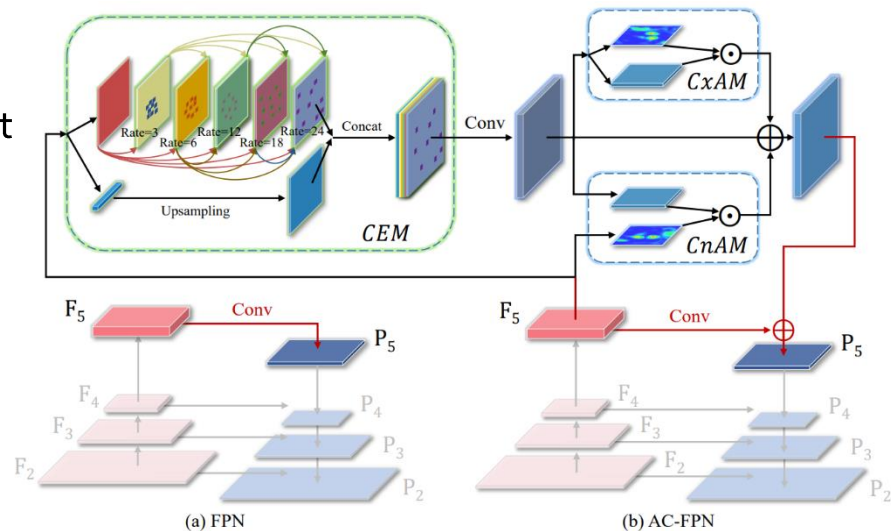 t
Rate=3
Rate=6
Rate=12
Rate=18
Rate=24
Concat
Conv
Upsampling
CEM
CxAM
CnAM
F5
Conv
P5
F4
P4
F3
P3
F2
P2
(a) FPN
F5
Conv
P5
F4
P4
F3
P3
F2
P2
(b) AC-FPN